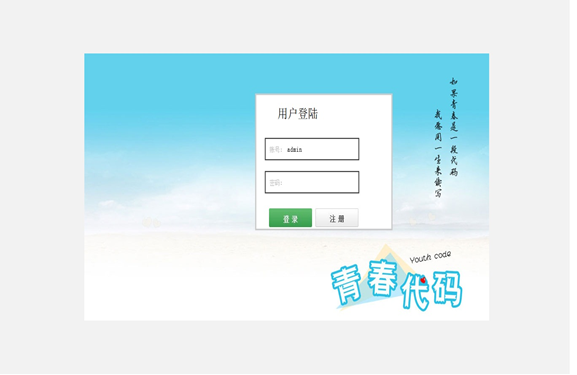 用户登陆
账号: admin
密码:
登录
注册
如果青春是一段代码
我愿用一生来编写
Youth code
青春代码